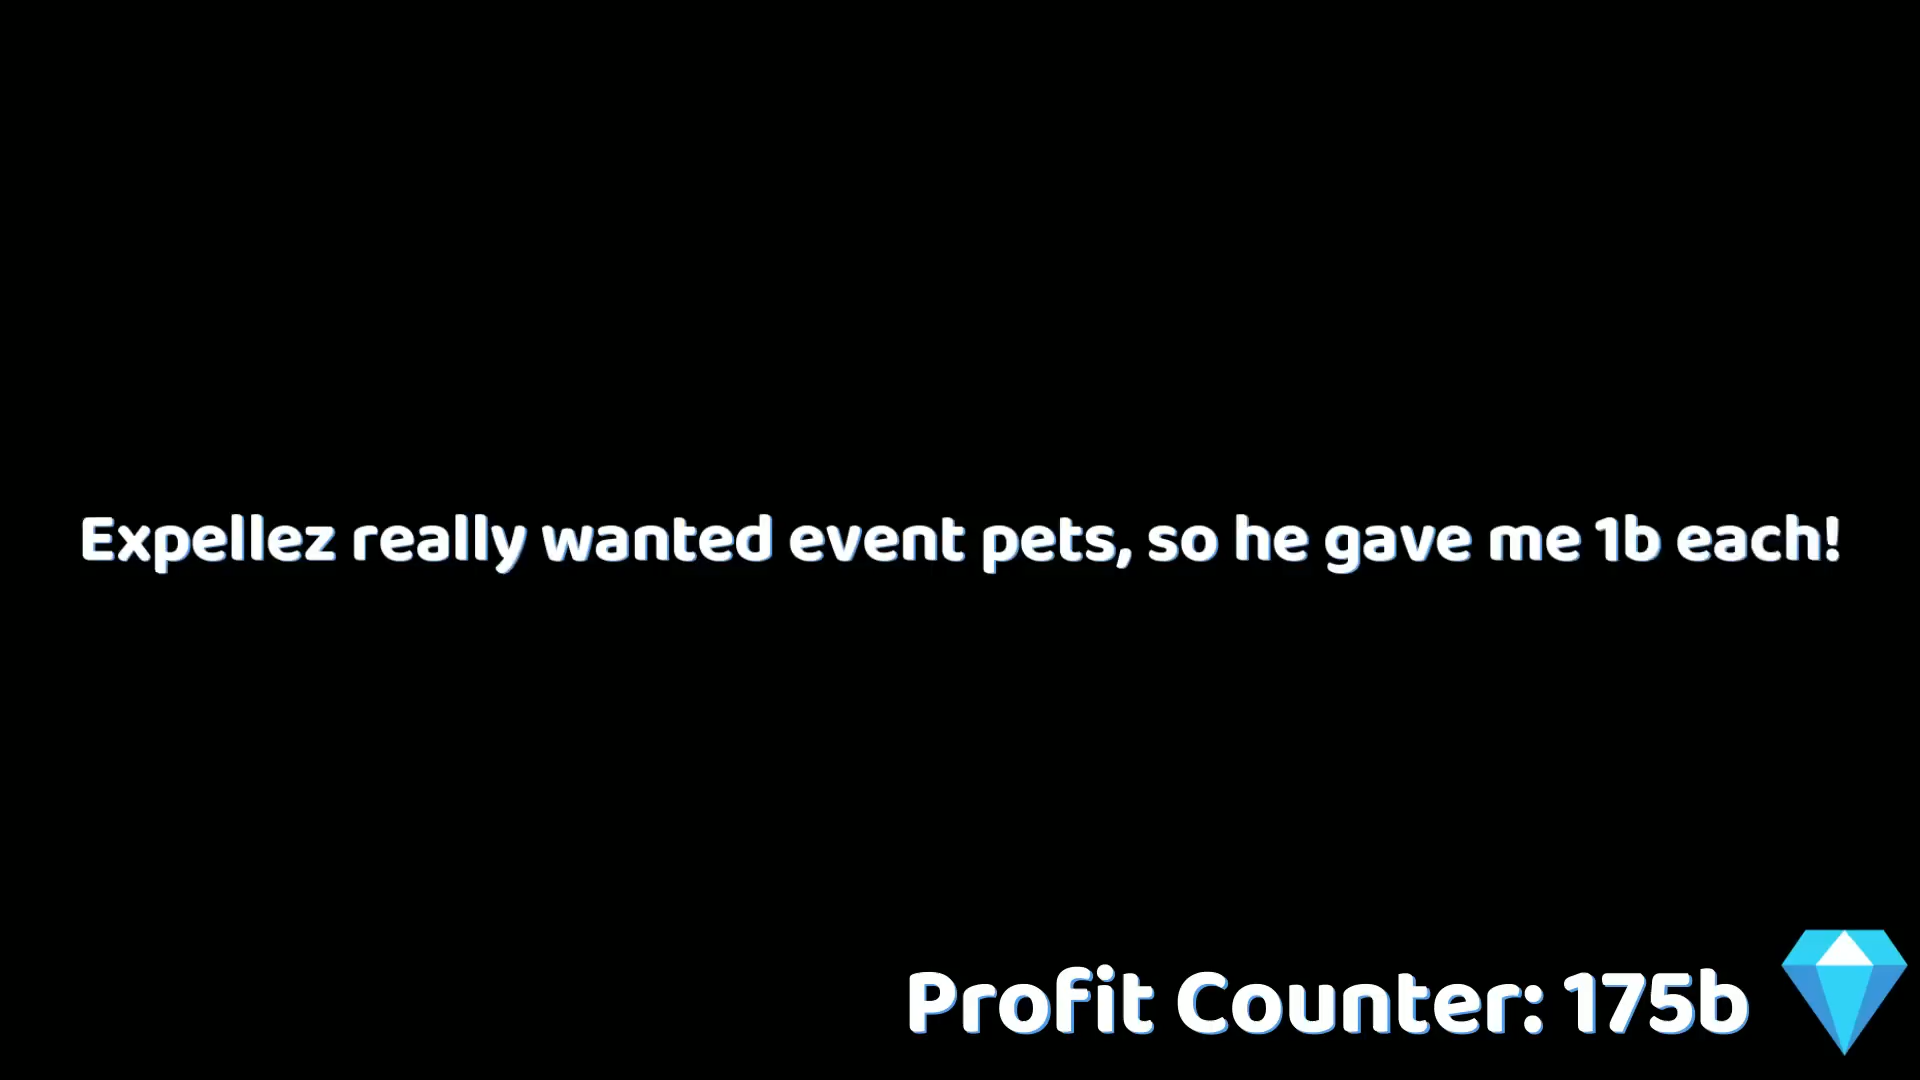 Expellez really wanted event pets, so he gave me 1b each!
Profit Counter: 175b